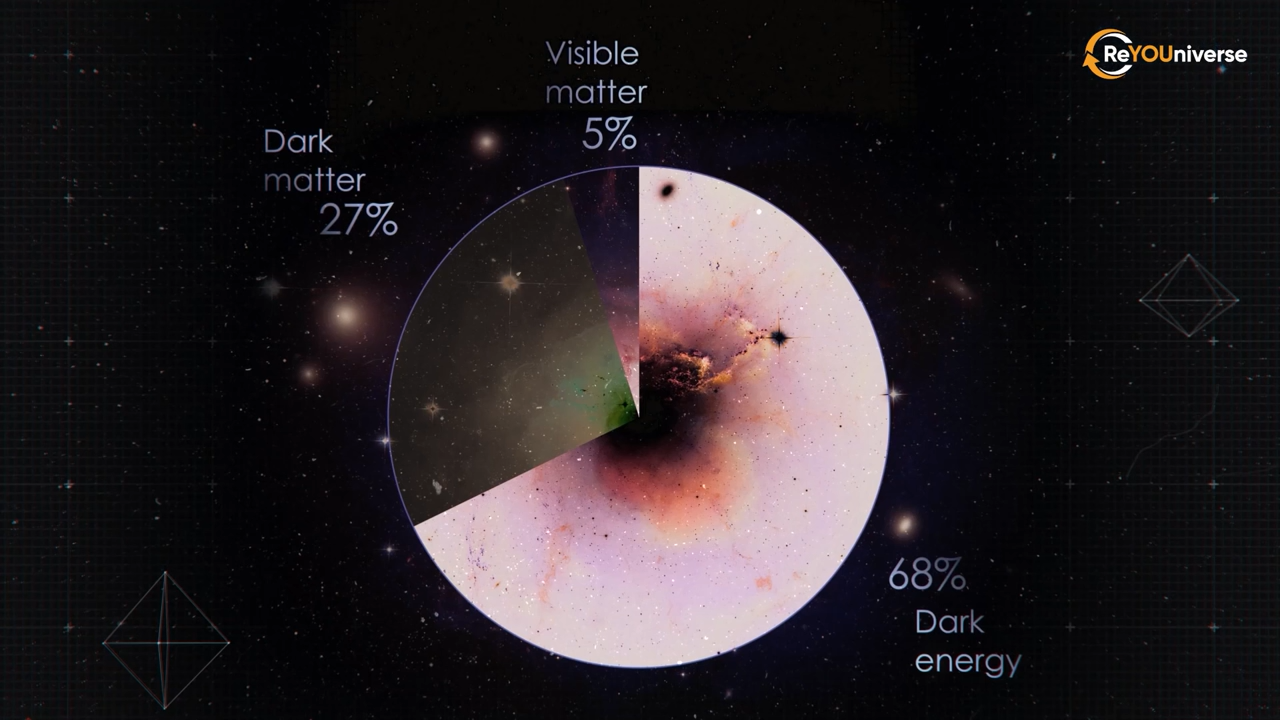 ReYOUniverse
Visible
matter
5%
Dark
matter
27%
68%
Dark
energy